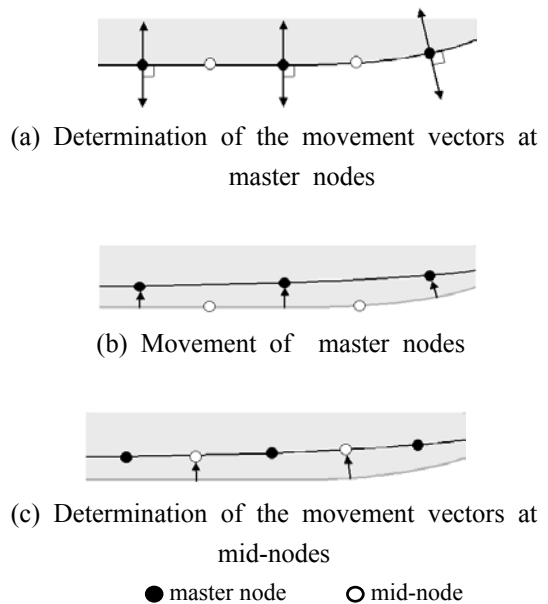 (a) Determination of the movement vectors at
master nodes
(b) Movement of master nodes
(c) Determination of the movement vectors at
mid-nodes
master node mid-node